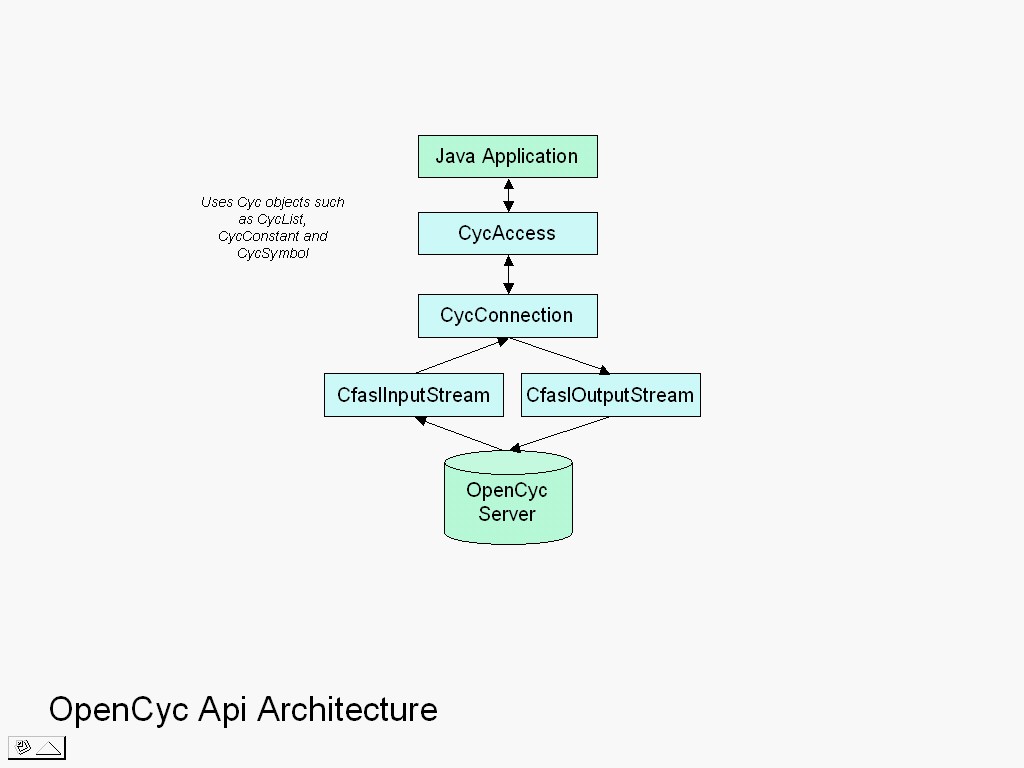 Java Application
Uses Cyc objects such
as CycList,
CycConstant and
CycSymbol
CycAccess
CycConnection
CfaslInputStream
CfaslOutputStream
OpenCyc
Server
OpenCyc Api Architecture